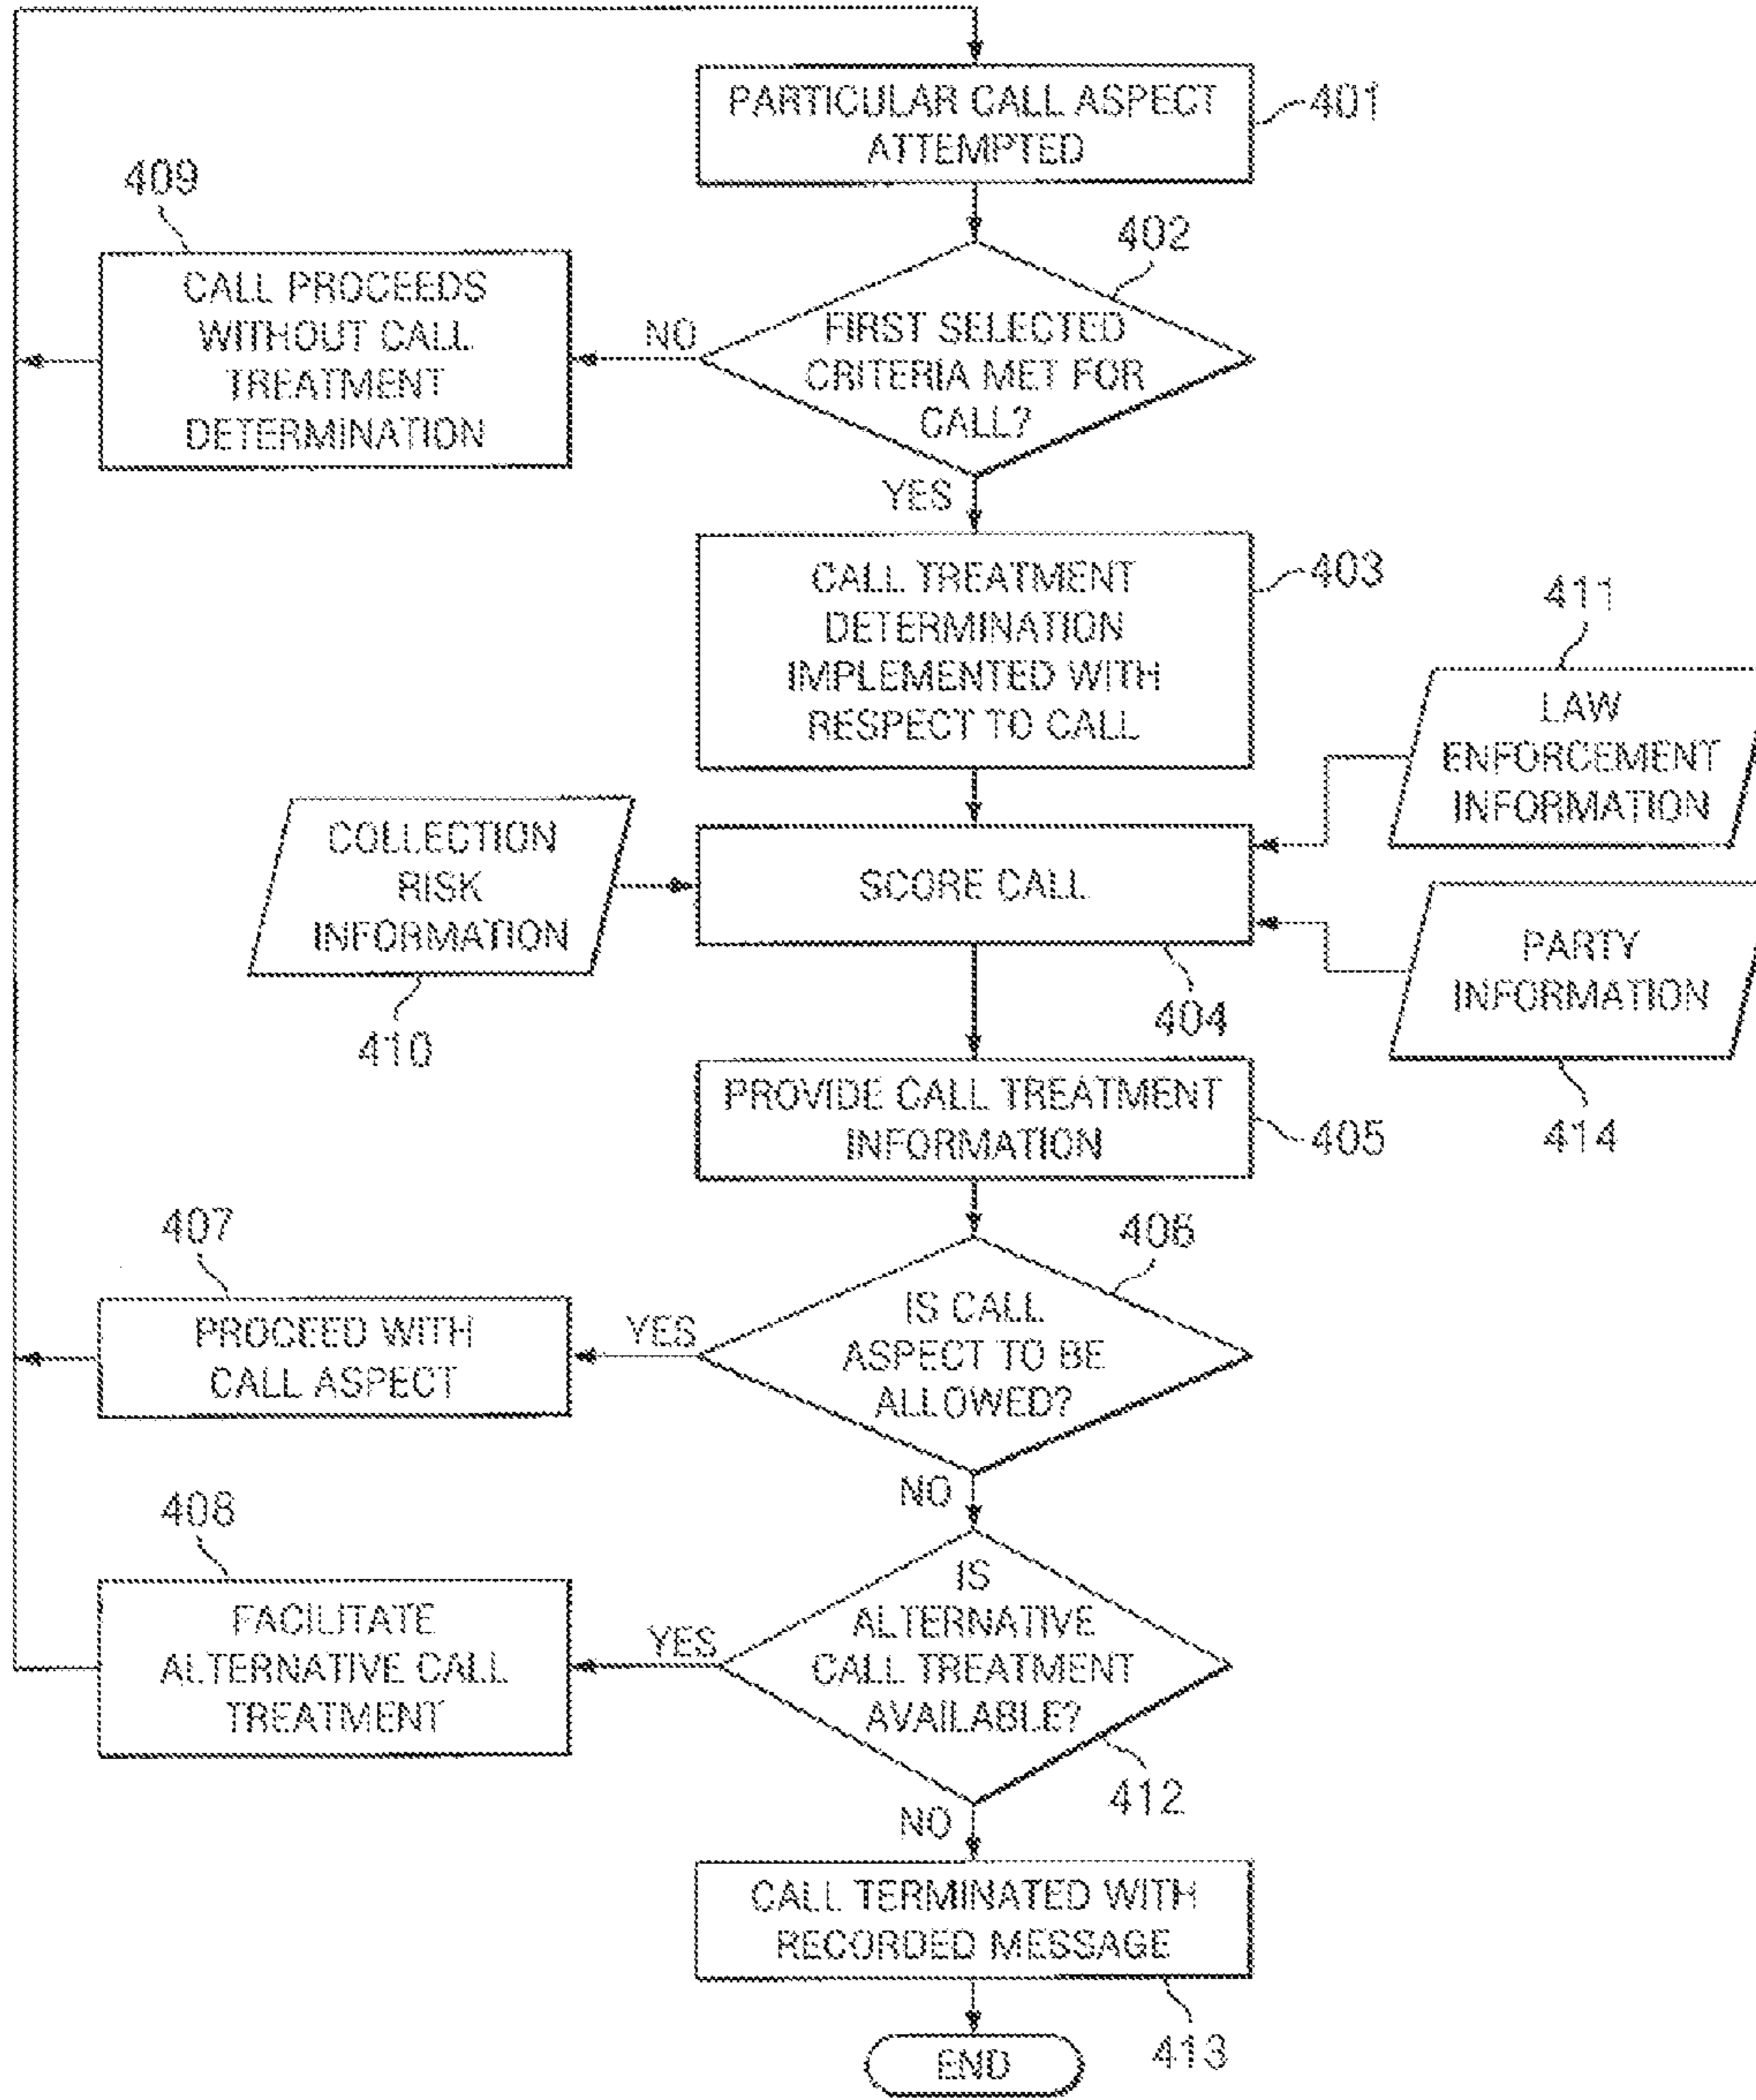 PARTICULAR CALL ASPECT
ATTEMPTED
401
409
CALL PROCEEDS
WITHOUT CALL
TREATMENT
DETERMINATION
NO
402
FIRST SELECTED
CRITERIA MET FOR
CALL?
YES
CALL TREATMENT
DETERMINATION
IMPLEMENTED WITH
RESPECT TO CALL
403
411
LAW
ENFORCEMENT
INFORMATION
COLLECTION
RISK
INFORMATION
410
SCORE CALL
404
PARTY
INFORMATION
414
PROVIDE CALL TREATMENT
INFORMATION
405
407
PROCEED WITH
CALL ASPECT
YES
406
IS CALL
ASPECT TO BE
ALLOWED?
NO
408
FACILITATE
ALTERNATIVE CALL
TREATMENT
YES
IS
ALTERNATIVE
CALL TREATMENT
AVAILABLE?
412
NO
CALL TERMINATED WITH
RECORDED MESSAGE
413
END